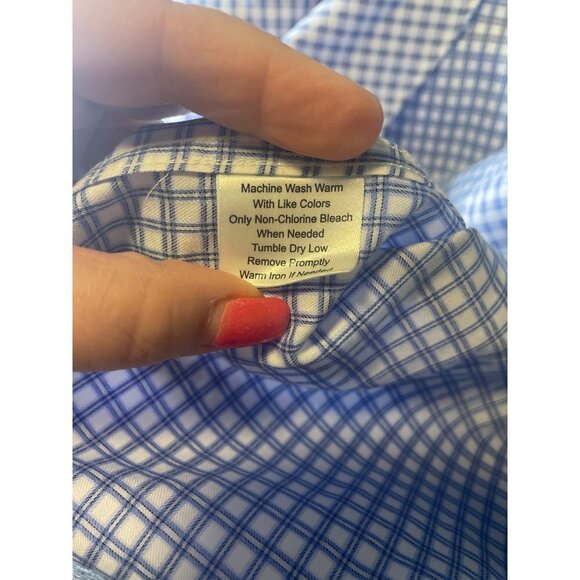 Machine Wash Warm
With Like Colors
Only Non-Chlorine Bleach
When Needed
Tumble Dry Low
Remove Promptly
Warm Iron If Needed